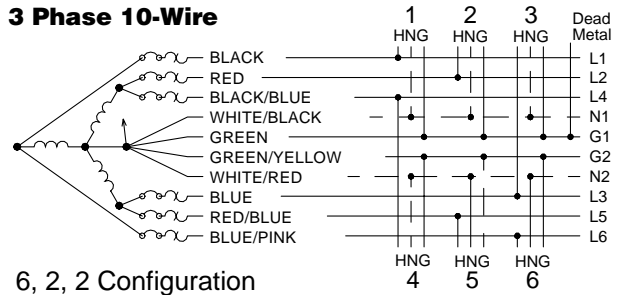 3 Phase 10-Wire
1 2 3 Dead
HNG HNG HNG Metal
BLACK L1
RED L2
BLACK/BLUE L4
WHITE/BLACK N1
GREEN G1
GREEN/YELLOW G2
WHITE/RED N2
BLUE L3
RED/BLUE L5
BLUE/PINK L6
HNG HNG HNG
4 5 6
6, 2, 2 Configuration